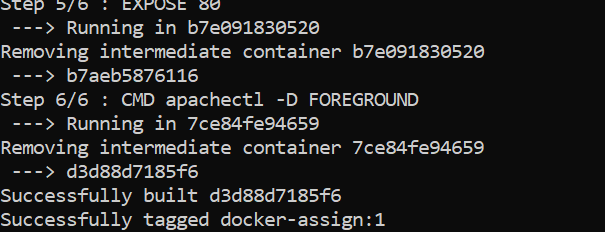 Step 5/6 : EXPOSE 80
---> Running in b7e091830520
Removing intermediate container b7e091830520
---> b7aeb5876116
Step 6/6 : CMD apachectl -D FOREGROUND
---> Running in 7ce84fe94659
Removing intermediate container 7ce84fe94659
---> d3d88d7185f6
Successfully built d3d88d7185f6
Successfully tagged docker-assign:1